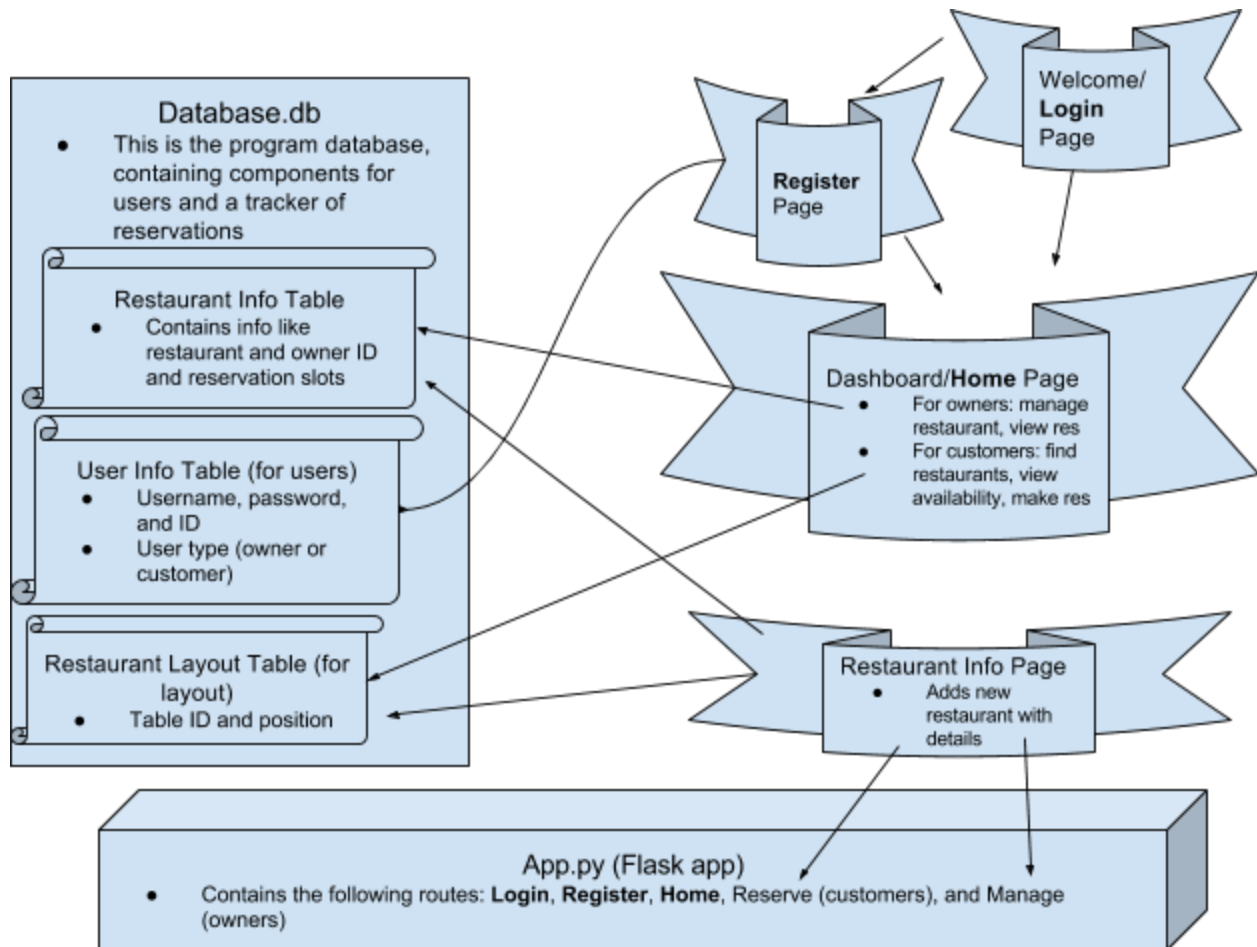 Database.db
● This is the program database,
containing components for
users and a tracker of
reservations
Restaurant Info Table
● Contains info like
restaurant and owner ID
and reservation slots
User Info Table (for users)
● Username, password,
and ID
● User type (owner or
customer)
Restaurant Layout Table (for
layout)
● Table ID and position
Welcome/
Login
Page
Register
Page
Dashboard/Home Page
● For owners: manage
restaurant, view res
● For customers: find
restaurants, view
availability, make res
Restaurant Info Page
● Adds new
restaurant with
details
App.py (Flask app)
● Contains the following routes: Login, Register, Home, Reserve (customers), and Manage
(owners)